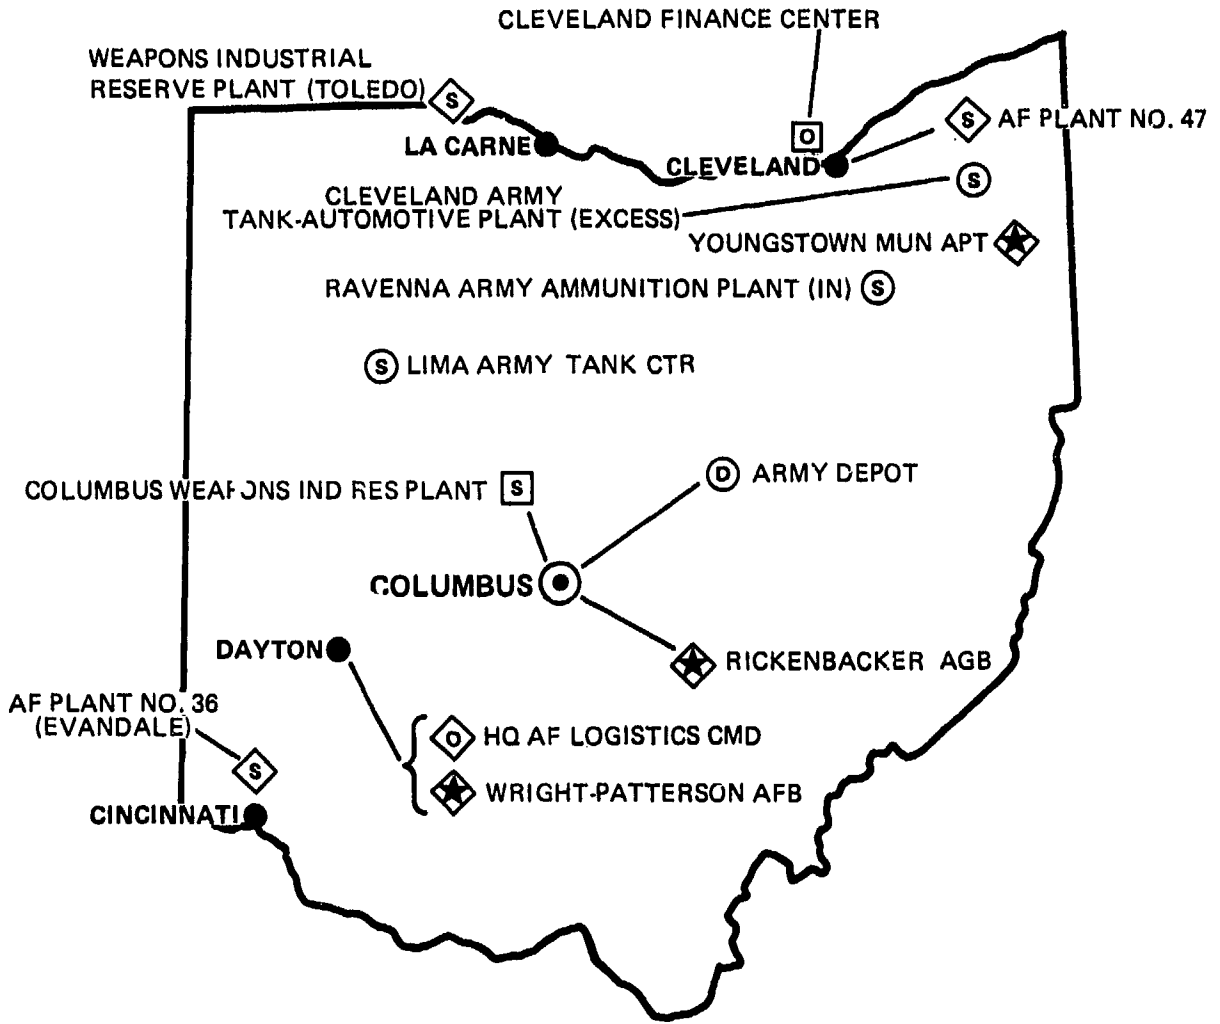 CLEVELAND FINANCE CENTER
WEAPONS INDUSTRIAL
RESERVE PLANT (TOLEDO)
S
LA CARNE
O
CLEVELAND
S
AF PLANT NO. 47
CLEVELAND ARMY
TANK-AUTOMOTIVE PLANT (EXCESS)
S
YOUNGSTOWN MUN APT
RAVENNA ARMY AMMUNITION PLANT (IN)
S
S
LIMA ARMY TANK CTR
COLUMBUS WEAPONS IND RES PLANT
S
D
ARMY DEPOT
COLUMBUS
DAYTON
RICKENBACKER AGB
AF PLANT NO. 36
(EVANDALE)
S
O
HQ AF LOGISTICS CMD
WRIGHT-PATTERSON AFB
CINCINNATI